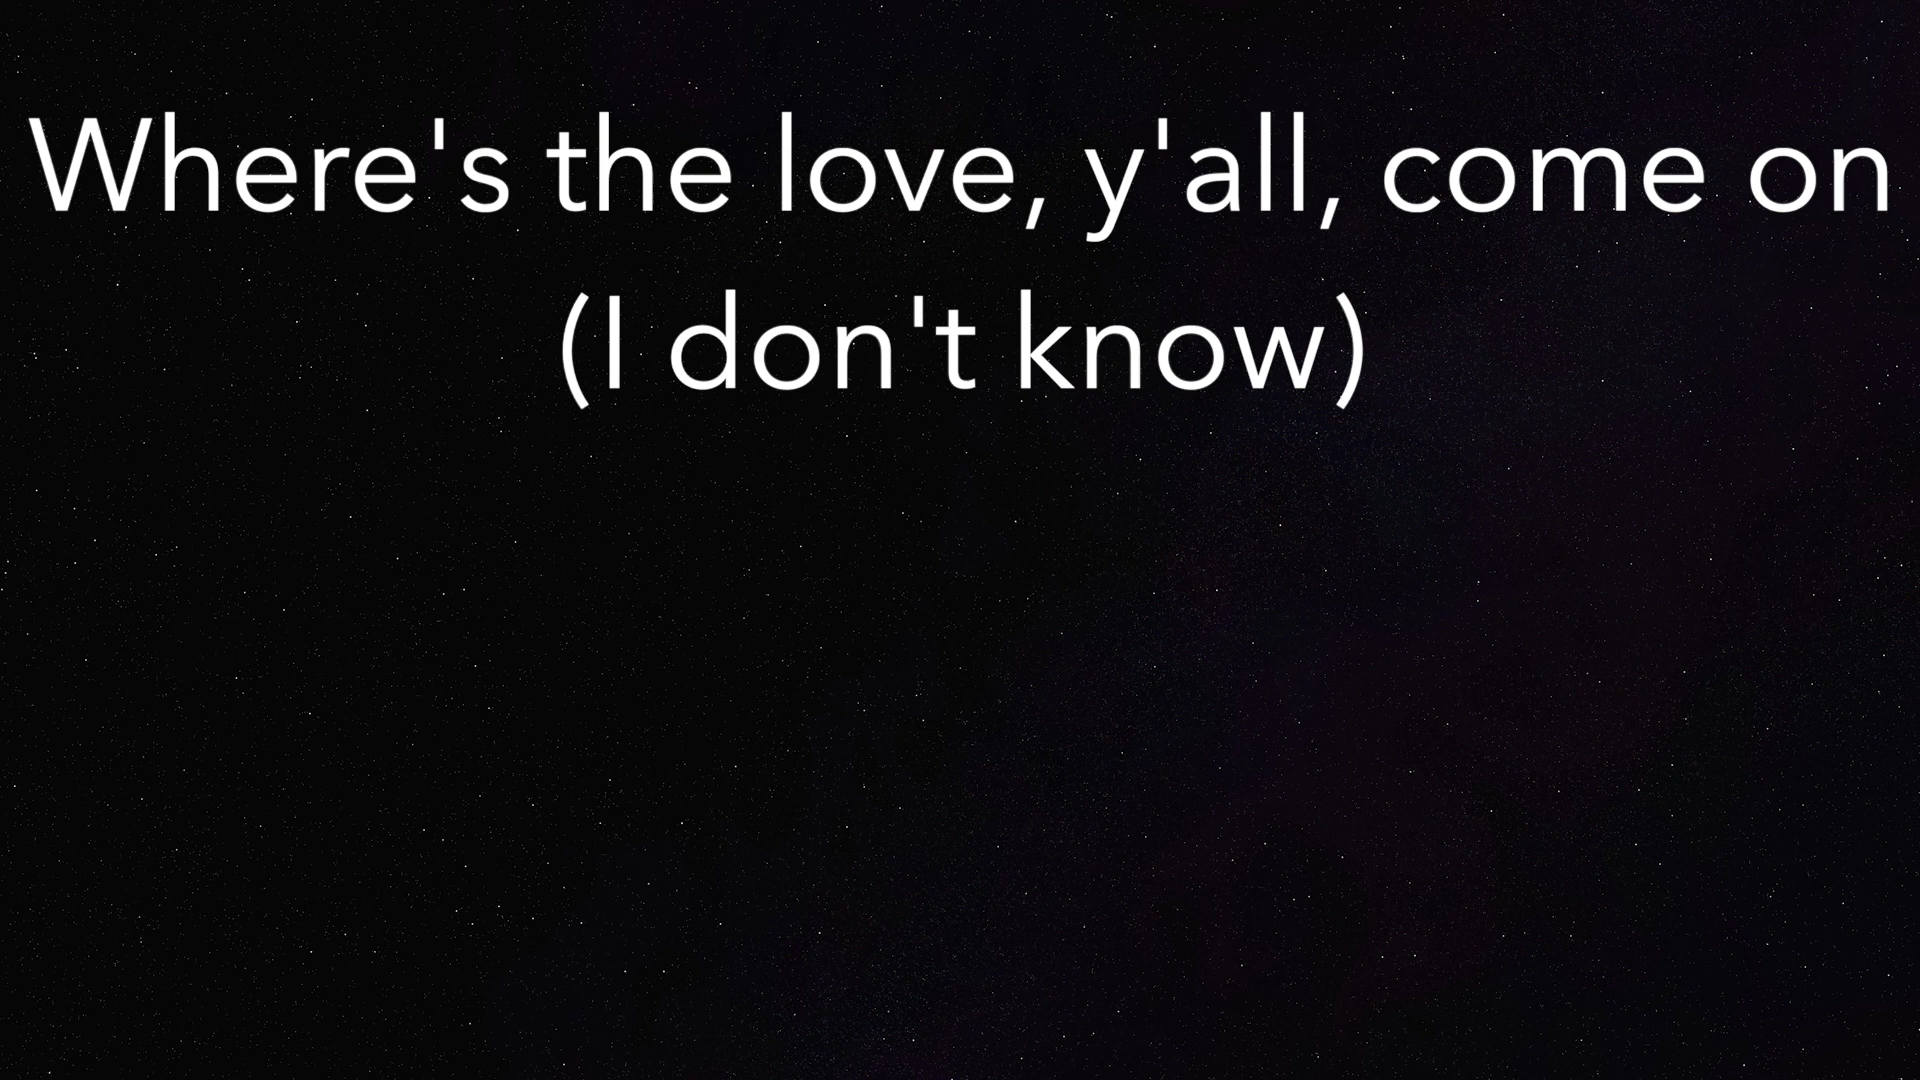 Where's the love, y'all, come on
(I don't know)